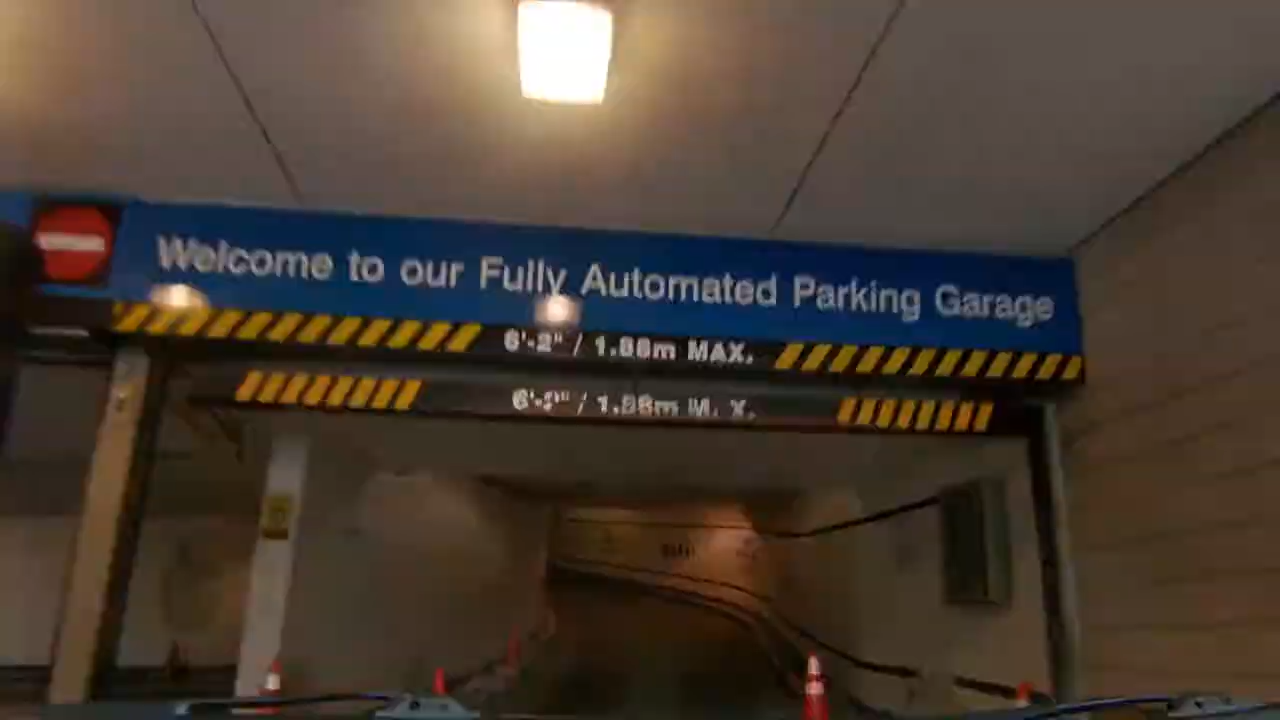 Welcome to our Fully Automated Parking Garage
6'-2" / 1.88m MAX.
6'-2" / 1.88m M. X.